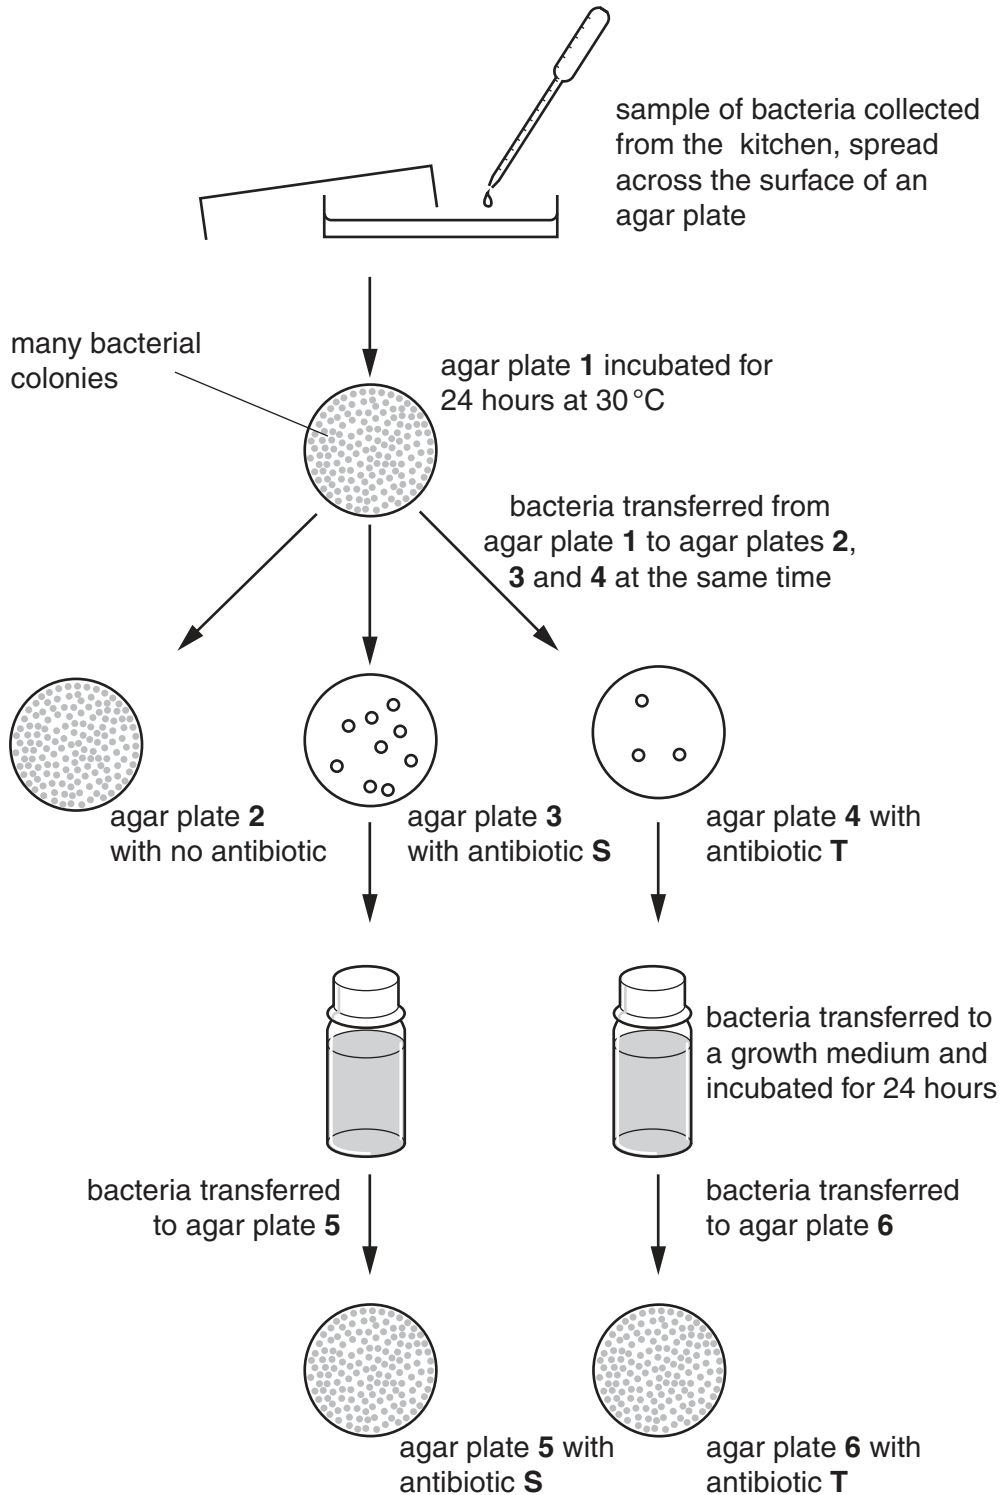 sample of bacteria collected
from the kitchen, spread
across the surface of an
agar plate
many bacterial
colonies
agar plate 1 incubated for
24 hours at 30 °C
bacteria transferred from
agar plate 1 to agar plates 2,
3 and 4 at the same time
agar plate 2
with no antibiotic
agar plate 3
with antibiotic S
agar plate 4 with
antibiotic T
bacteria transferred to
a growth medium and
incubated for 24 hours
bacteria transferred
to agar plate 5
bacteria transferred
to agar plate 6
agar plate 5 with
antibiotic S
agar plate 6 with
antibiotic T